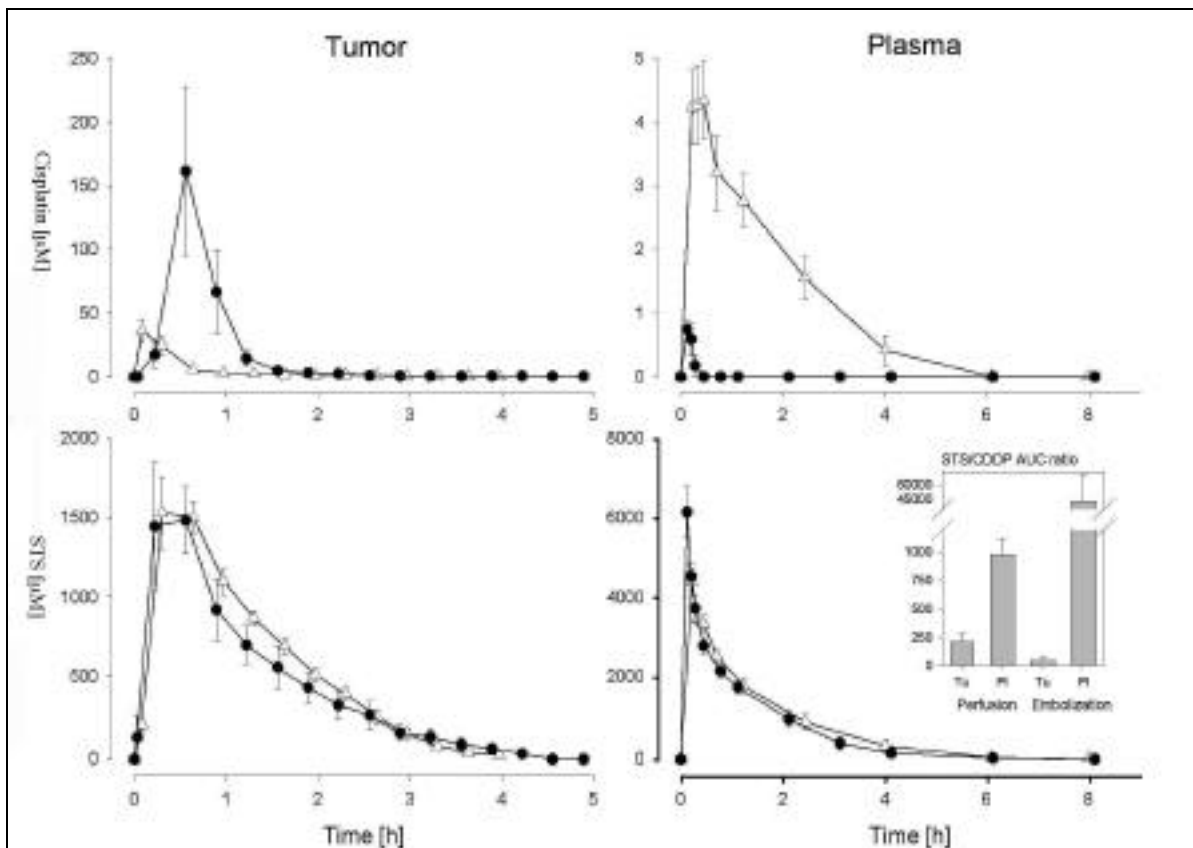 Tumor
Plasma
Cisplatin [µM]
250
200
150
100
50
0
0 1 2 3 4 5
5
4
3
2
1
0
0 2 4 6 8
STS [µM]
2000
1500
1000
500
0
0 1 2 3 4 5
Time [h]
8000
6000
4000
2000
0
0 2 4 6 8
Time [h]
STS/CDDP AUC ratio
60000
45000
1000
750
500
250
0
Tu Pl Tu Pl
Perfusion Embolization